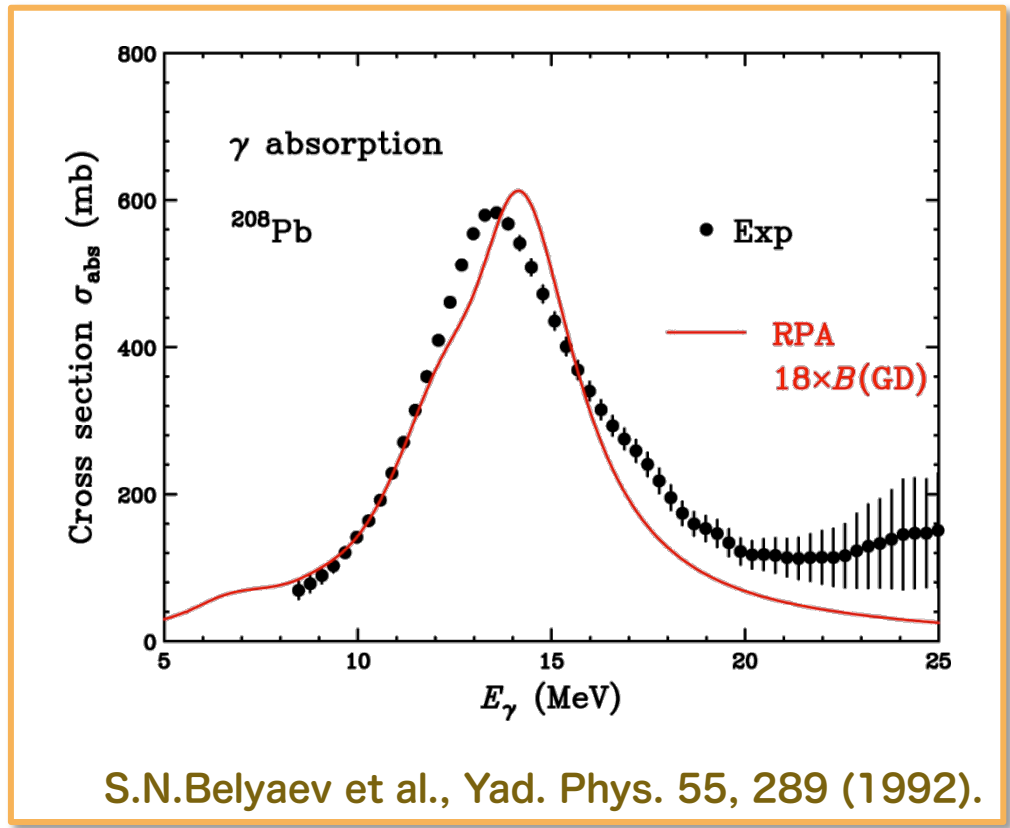 800
600
400
200
0
5 10 15 20 25
Cross section σabs (mb)
Eγ (MeV)
γ absorption
²⁰⁸Pb
Exp
RPA
18×B(GD)
S.N.Belyaev et al., Yad. Phys. 55, 289 (1992).